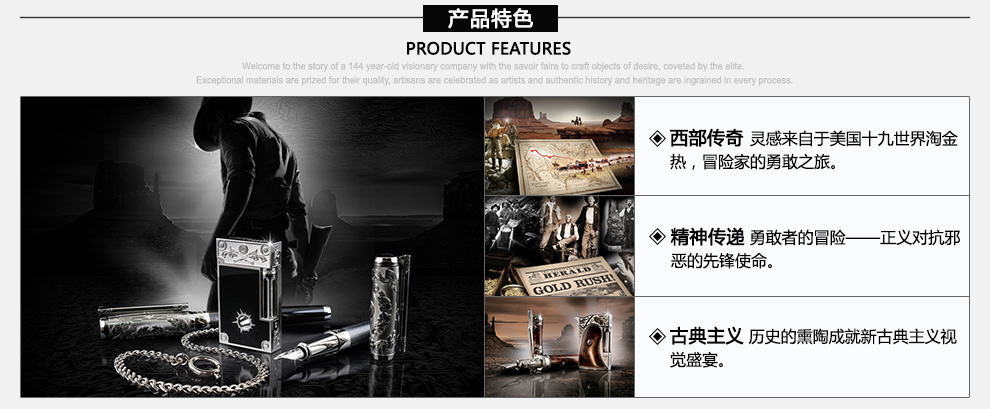 产品特色
PRODUCT FEATURES
Welcome to the story of a 144 year-old visionary company with the savoir faire to craft objects of desire, coveted by the elite.
Exceptional materials are prized for their quality, artisans are celebrated as artists and authentic history and heritage are ingrained in every process.
西部传奇 灵感来自于美国十九世界淘金
热，冒险家的勇敢之旅。
HERALD
GOLD RUSH!
精神传递 勇敢者的冒险——正义对抗邪
恶的先锋使命。
古典主义 历史的熏陶成就新古典主义视
觉盛宴。